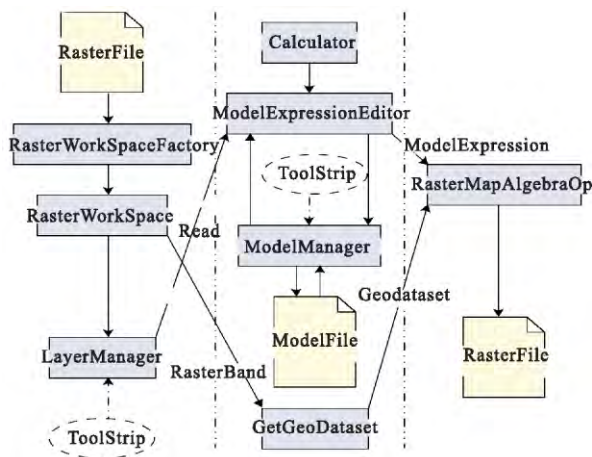 RasterFile
RasterWorkSpaceFactory
RasterWorkSpace
LayerManager
ToolStrip
Read
RasterBand
Calculator
ModelExpressionEditor
ToolStrip
ModelManager
ModelFile
GetGeoDataset
ModelExpression
RasterMapAlgebraOp
Geodataset
RasterFile